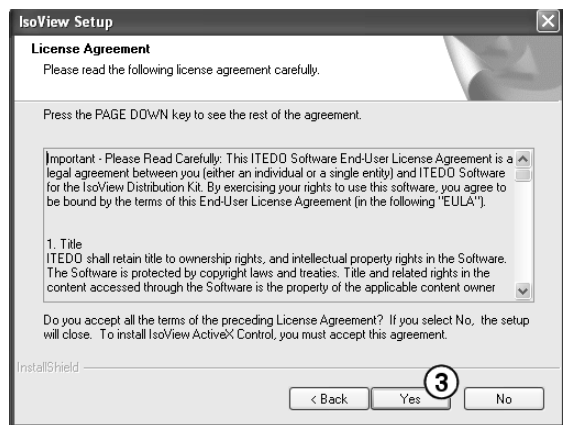 IsoView Setup
License Agreement
Please read the following license agreement carefully.
Press the PAGE DOWN key to see the rest of the agreement.
Important - Please Read Carefully: This ITEDO Software End-User License Agreement is a
legal agreement between you (either an individual or a single entity) and ITEDO Software
for the IsoView Distribution Kit. By exercising your rights to use this software, you agree to
be bound by the terms of this End-User License Agreement (in the following "EULA").
1. Title
ITEDO shall retain title to ownership rights, and intellectual property rights in the Software.
The Software is protected by copyright laws and treaties. Title and related rights in the
content accessed through the Software is the property of the applicable content owner
Do you accept all the terms of the preceding License Agreement? If you select No, the setup
will close. To install IsoView ActiveX Control, you must accept this agreement.
InstallShield
3
< Back Yes No